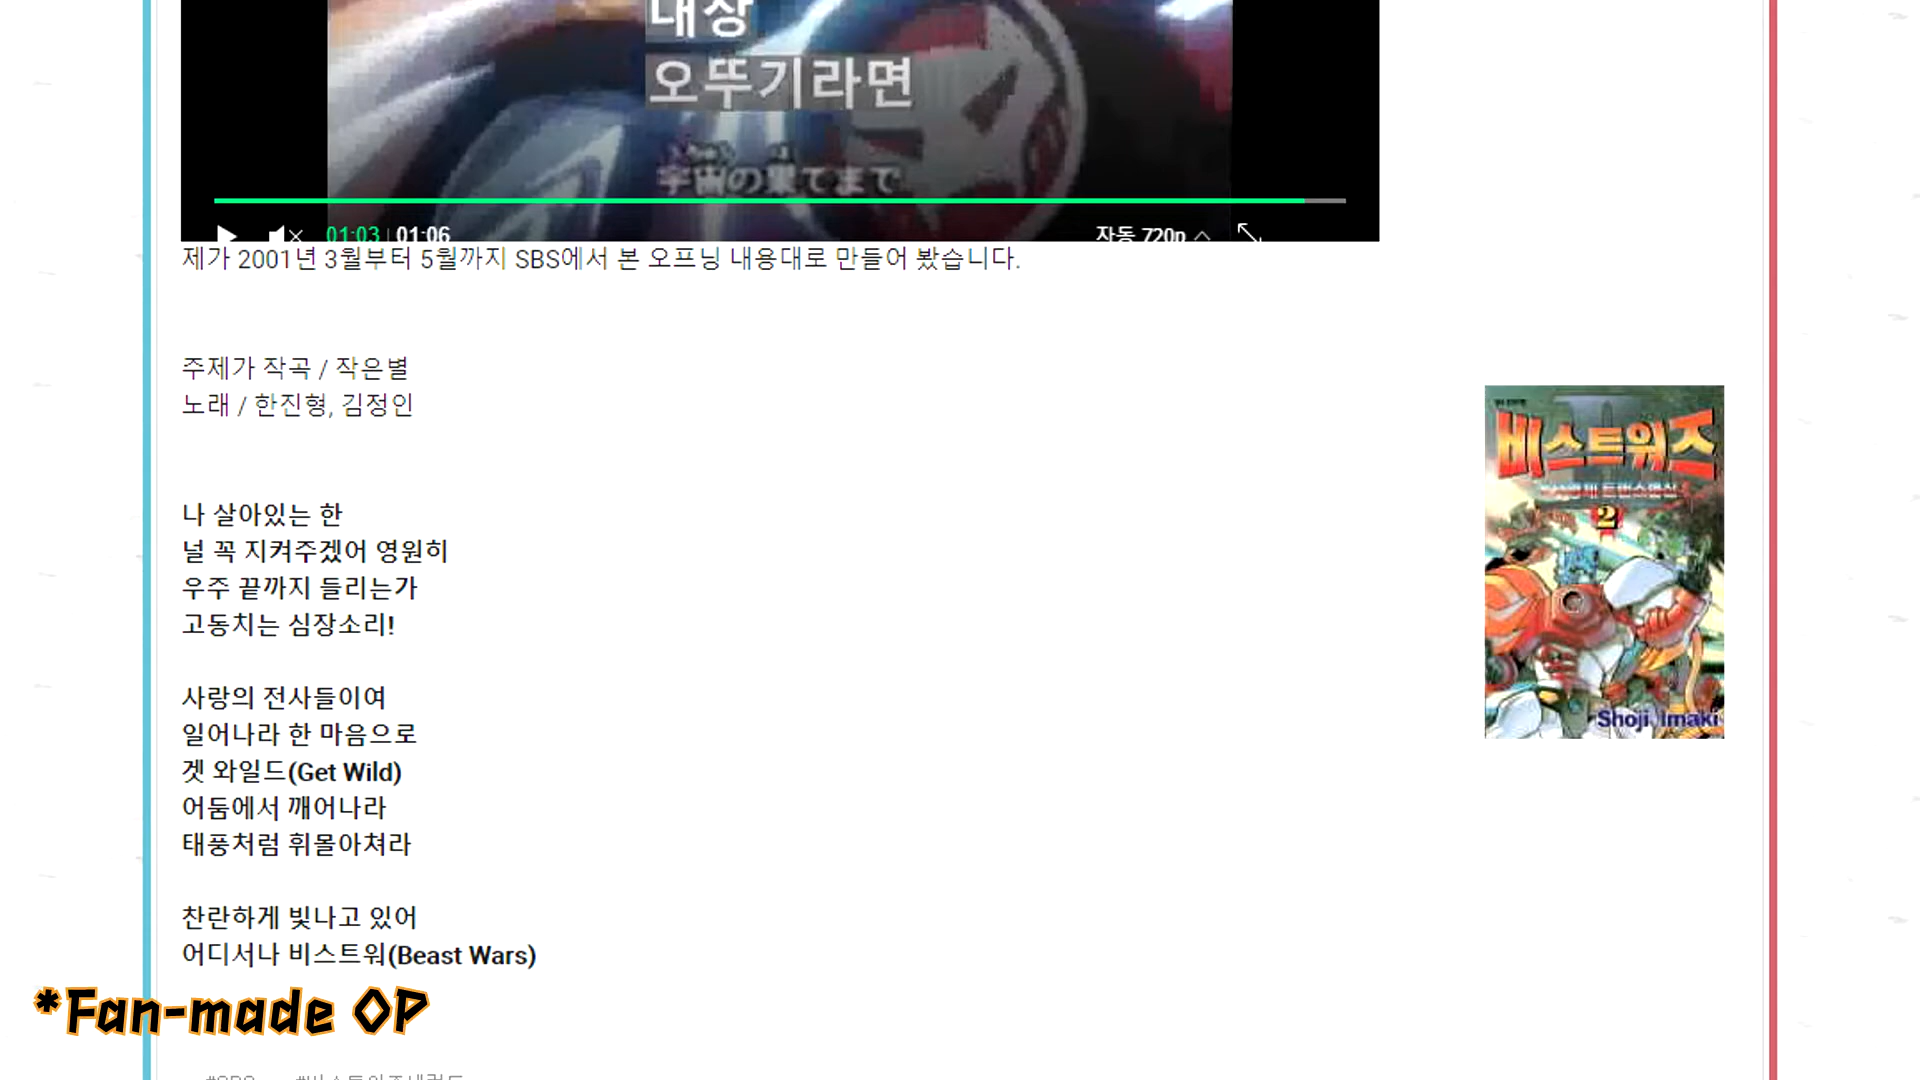 대장
오뚜기라면
宇宙の果てまで
01:03 | 01:06
자동 720p
제가 2001년 3월부터 5월까지 SBS에서 본 오프닝 내용대로 만들어 봤습니다.
주제가 작곡 / 작은별
노래 / 한진형, 김정인
나 살아있는 한
널 꼭 지켜주겠어 영원히
우주 끝까지 들리는가
고동치는 심장소리!
사랑의 전사들이여
일어나라 한 마음으로
겟 와일드(Get Wild)
어둠에서 깨어나라
태풍처럼 휘몰아쳐라
찬란하게 빛나고 있어
어디서나 비스트워(Beast Wars)
비스트워즈
2
Shoji Imaki
*Fan-made OP